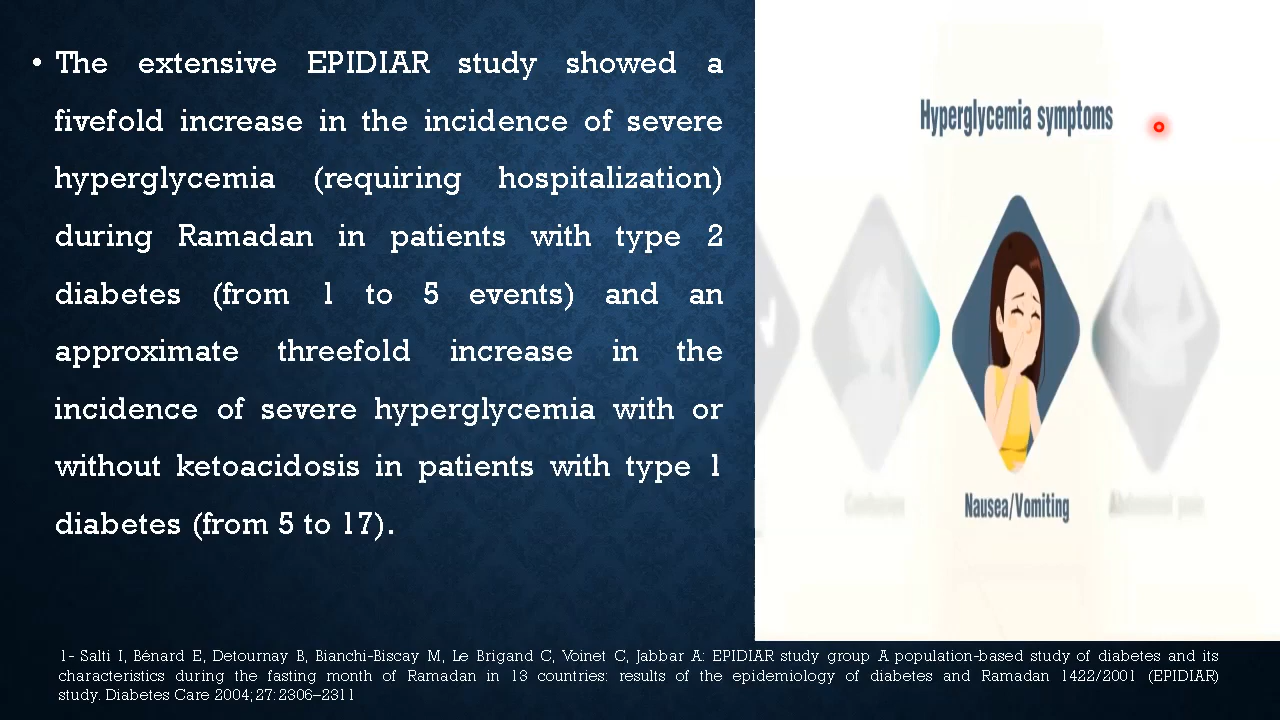 • The extensive EPIDIAR study showed a
fivefold increase in the incidence of severe
hyperglycemia (requiring hospitalization)
during Ramadan in patients with type 2
diabetes (from 1 to 5 events) and an
approximate threefold increase in the
incidence of severe hyperglycemia with or
without ketoacidosis in patients with type 1
diabetes (from 5 to 17).
Hyperglycemia symptoms
Nausea/Vomiting
Abdominal pain
1- Salti I, Bénard E, Detournay B, Bianchi-Biscay M, Le Brigand C, Voinet C, Jabbar A: EPIDIAR study group A population-based study of diabetes and its
characteristics during the fasting month of Ramadan in 13 countries: results of the epidemiology of diabetes and Ramadan 1422/2001 (EPIDIAR)
study. Diabetes Care 2004;27:2306–2311